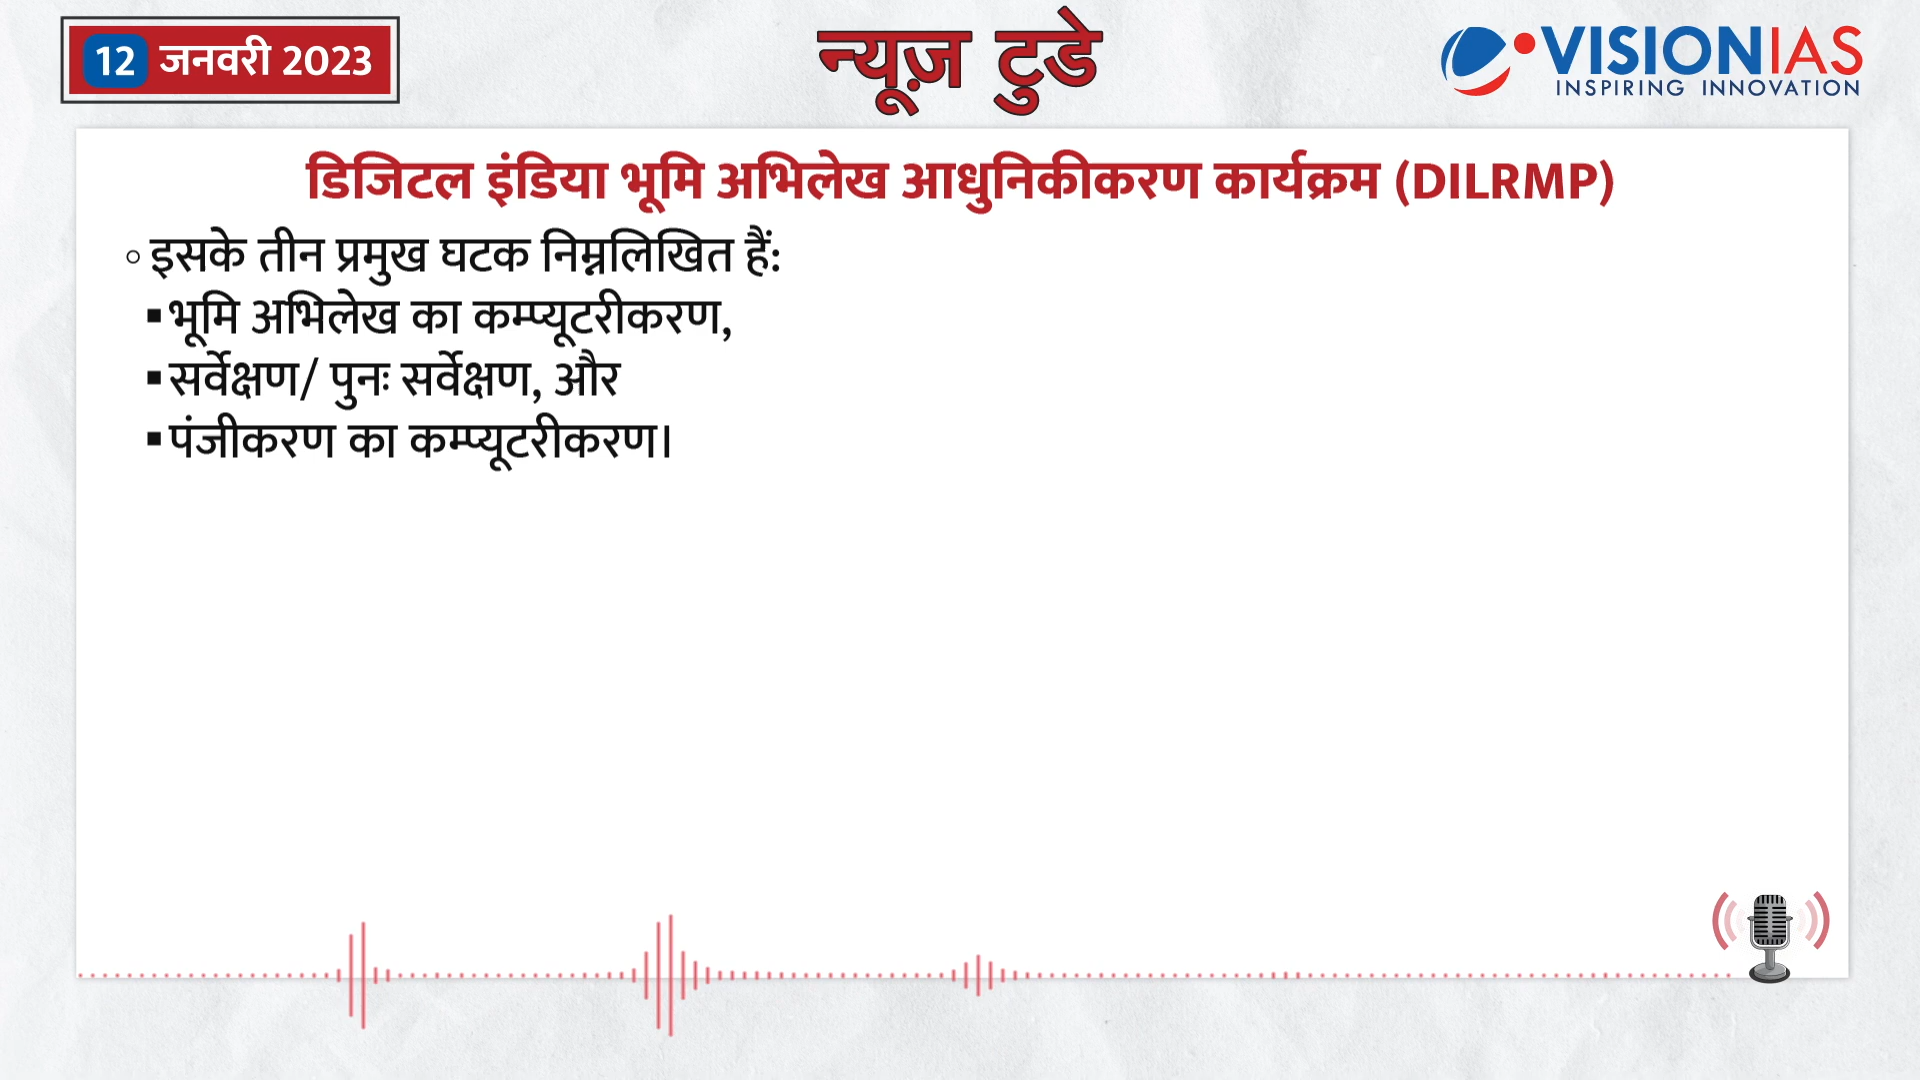 12 जनवरी 2023
न्यूज़ टुडे
VISIONIAS
INSPIRING INNOVATION
डिजिटल इंडिया भूमि अभिलेख आधुनिकीकरण कार्यक्रम (DILRMP)
◦ इसके तीन प्रमुख घटक निम्नलिखित हैं:
▪ भूमि अभिलेख का कम्प्यूटरीकरण,
▪ सर्वेक्षण/ पुनः सर्वेक्षण, और
▪ पंजीकरण का कम्प्यूटरीकरण।